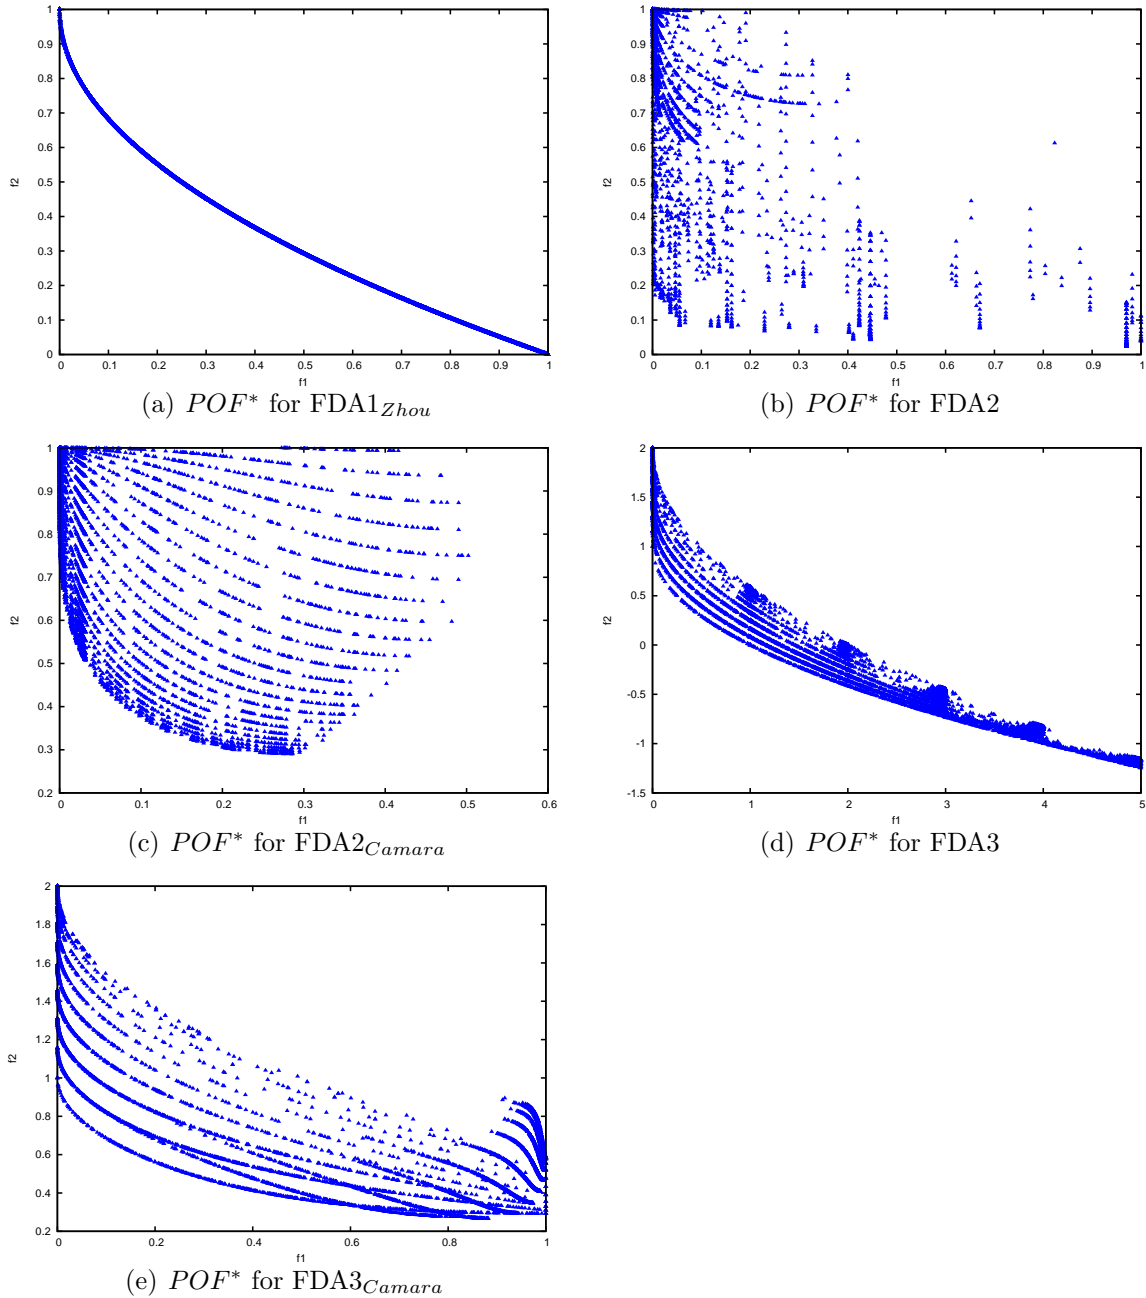 1
0.9
0.8
0.7
0.6
0.5
0.4
0.3
0.2
0.1
0
f2
0 0.1 0.2 0.3 0.4 0.5 0.6 0.7 0.8 0.9 1
f1
(a) POF* for FDA1Zhou
1
0.9
0.8
0.7
0.6
0.5
0.4
0.3
0.2
0.1
0
f2
0 0.1 0.2 0.3 0.4 0.5 0.6 0.7 0.8 0.9 1
f1
(b) POF* for FDA2
1
0.9
0.8
0.7
0.6
0.5
0.4
0.3
0.2
f2
0 0.1 0.2 0.3 0.4 0.5 0.6
f1
(c) POF* for FDA2Camara
2
1.5
1
0.5
0
-0.5
-1
-1.5
f2
0 1 2 3 4 5
f1
(d) POF* for FDA3
2
1.8
1.6
1.4
1.2
1
0.8
0.6
0.4
0.2
f2
0 0.2 0.4 0.6 0.8 1
f1
(e) POF* for FDA3Camara